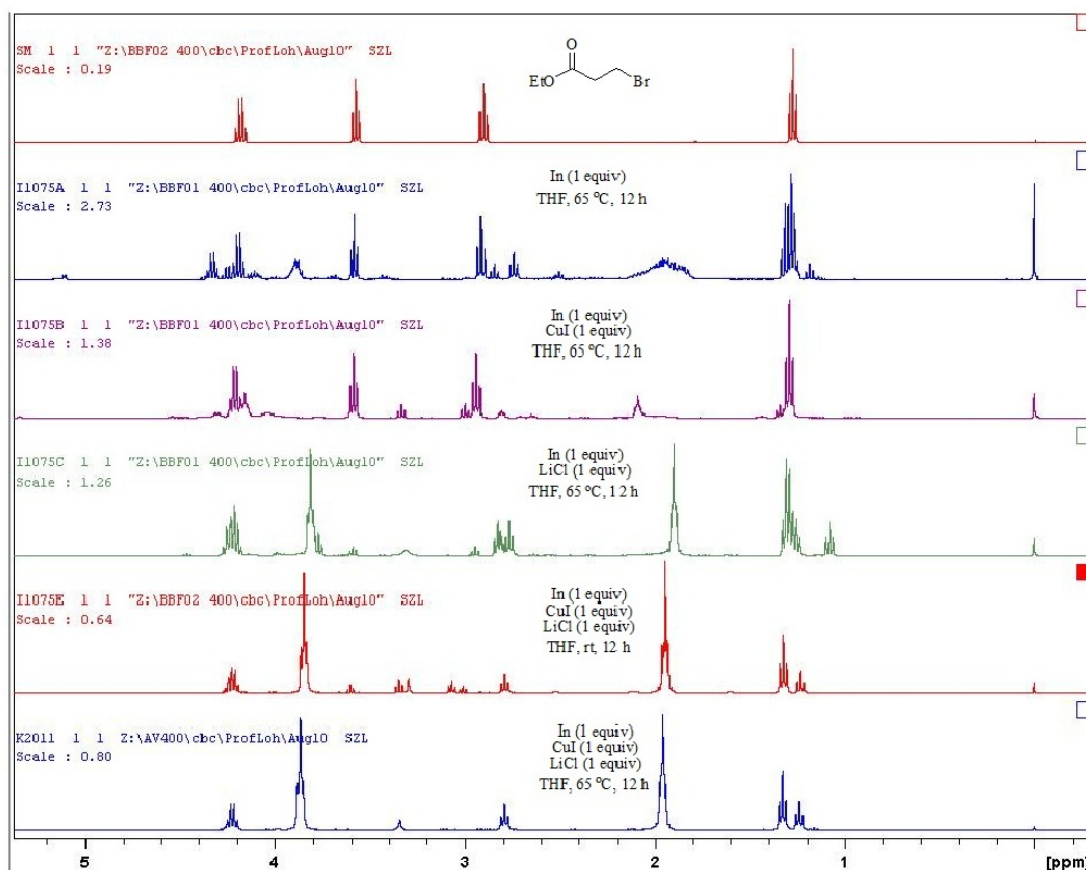 SM 1 1 "Z:\BBF02 400\cbc\ProfLoh\Aug10" SZL
Scale : 0.19
O
EtO
Br
I1075A 1 1 "Z:\BBF01 400\cbc\ProfLoh\Aug10" SZL
Scale : 2.73
In (1 equiv)
THF, 65 °C, 12 h
I1075B 1 1 "Z:\BBF01 400\cbc\ProfLoh\Aug10" SZL
Scale : 1.38
In (1 equiv)
CuI (1 equiv)
THF, 65 °C, 12 h
I1075C 1 1 "Z:\BBF01 400\cbc\ProfLoh\Aug10" SZL
Scale : 1.26
In (1 equiv)
LiCl (1 equiv)
THF, 65 °C, 12 h
I1075E 1 1 "Z:\BBF02 400\cbc\ProfLoh\Aug10" SZL
Scale : 0.64
In (1 equiv)
CuI (1 equiv)
LiCl (1 equiv)
THF, rt, 12 h
K2011 1 1 Z:\AV400\cbc\ProfLoh\Aug10 SZL
Scale : 0.80
In (1 equiv)
CuI (1 equiv)
LiCl (1 equiv)
THF, 65 °C, 12 h
5 4 3 2 1 [ppm]